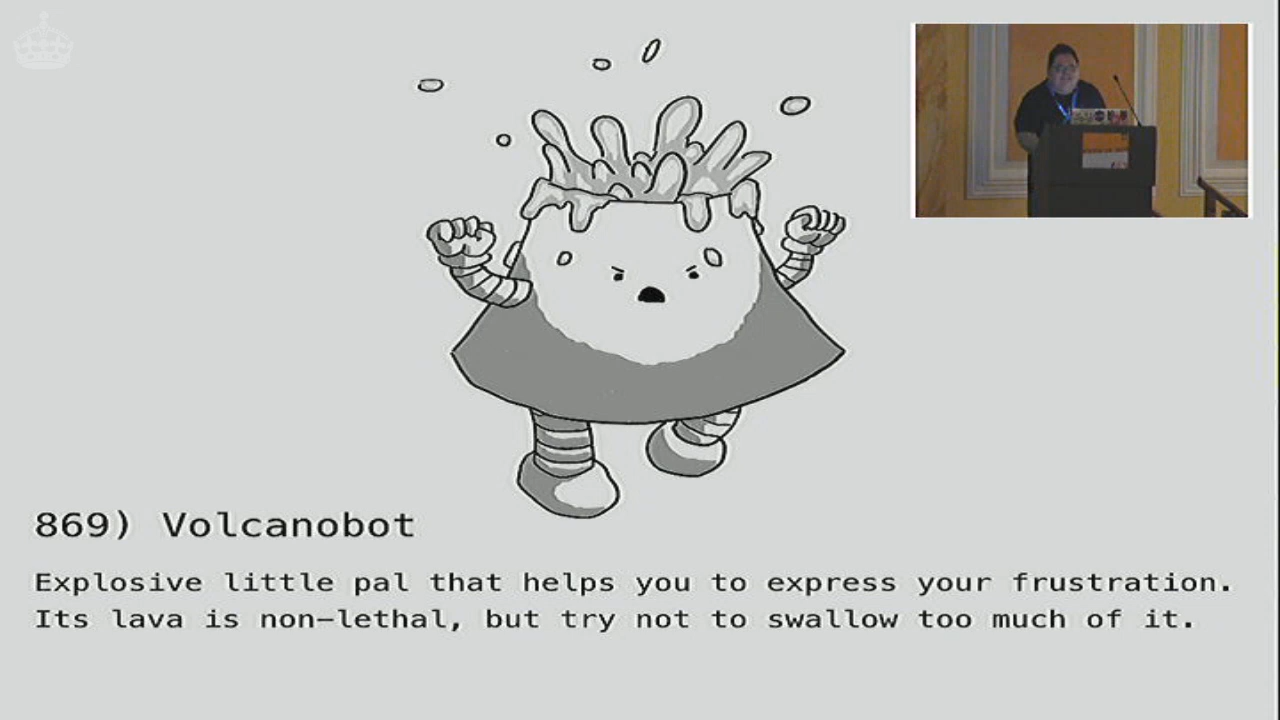 869) Volcanobot
Explosive little pal that helps you to express your frustration.
Its lava is non-lethal, but try not to swallow too much of it.